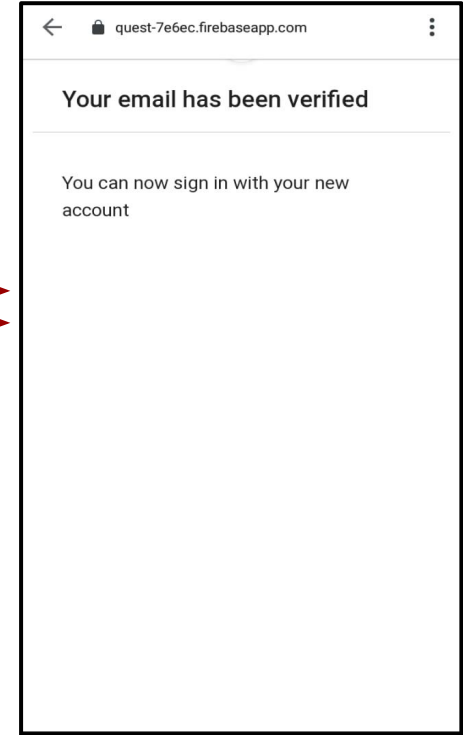 quest-7e6ec.firebaseapp.com
Your email has been verified
You can now sign in with your new
account